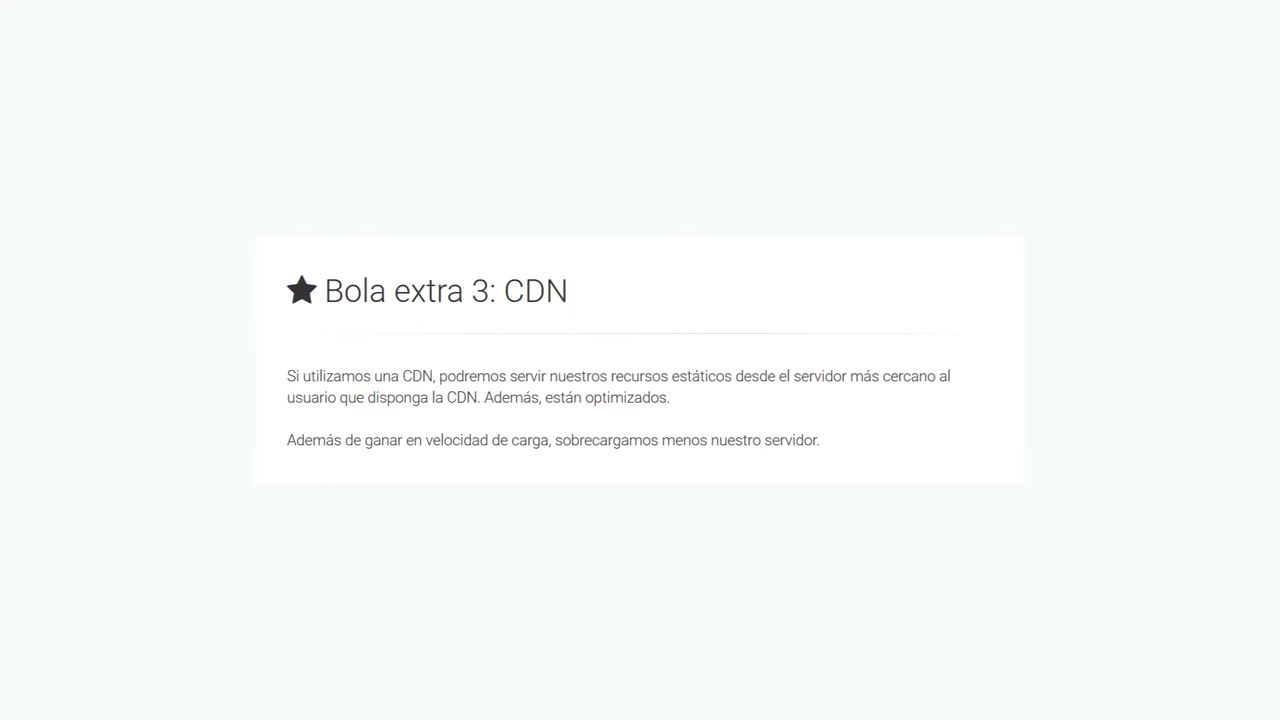 Bola extra 3: CDN
Si utilizamos una CDN, podremos servir nuestros recursos estáticos desde el servidor más cercano al
usuario que disponga la CDN. Además, están optimizados.
Además de ganar en velocidad de carga, sobrecargamos menos nuestro servidor.